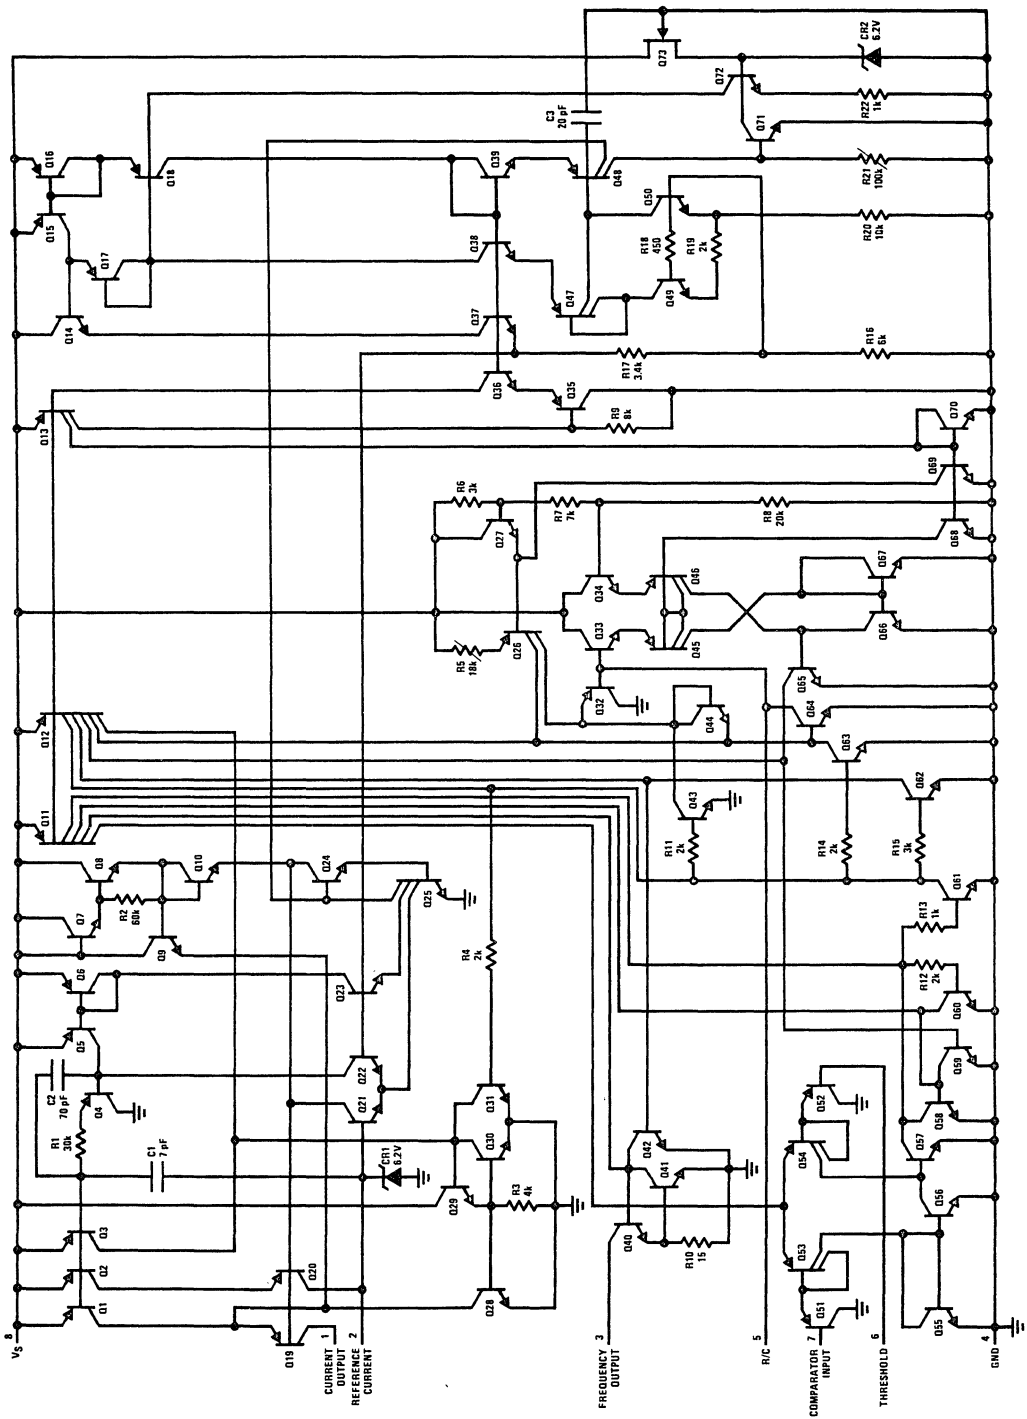 8
VS
Q1
Q2
Q3
R1
30k
C2
70 pF
Q4
C1
7 pF
Q5
Q6
Q7
Q8
R2
60k
Q9
Q10
Q11
Q12
Q13
Q14
Q15
Q16
Q17
Q18
Q19
Q20
1
CURRENT
OUTPUT
2
REFERENCE
CURRENT
CR1
6.2V
Q21
Q22
Q23
Q24
Q25
Q28
Q29
Q30
Q31
R3
4k
R4
2k
Q26
Q27
R5
18k
R6
3k
R7
7k
R8
20k
Q36
Q35
R9
8k
Q37
Q38
Q39
Q47
Q48
C3
20 pF
R17
3.4k
R16
6k
Q49
R18
450
R19
2k
Q50
R20
10k
R21
100k
Q71
Q72
R22
1k
Q73
CR2
6.2V
3
FREQUENCY
OUTPUT
Q40
Q41
Q42
R10
15
Q32
Q33
Q34
Q45
Q46
Q43
Q44
R11
2k
5
R/C
7
COMPARATOR
INPUT
6
THRESHOLD
Q51
Q53
Q54
Q52
R14
2k
R15
3k
Q63
Q64
Q65
Q66
Q67
Q62
Q61
R13
1k
R12
2k
Q55
Q56
Q57
Q58
Q59
Q60
Q68
Q69
Q70
4
GND